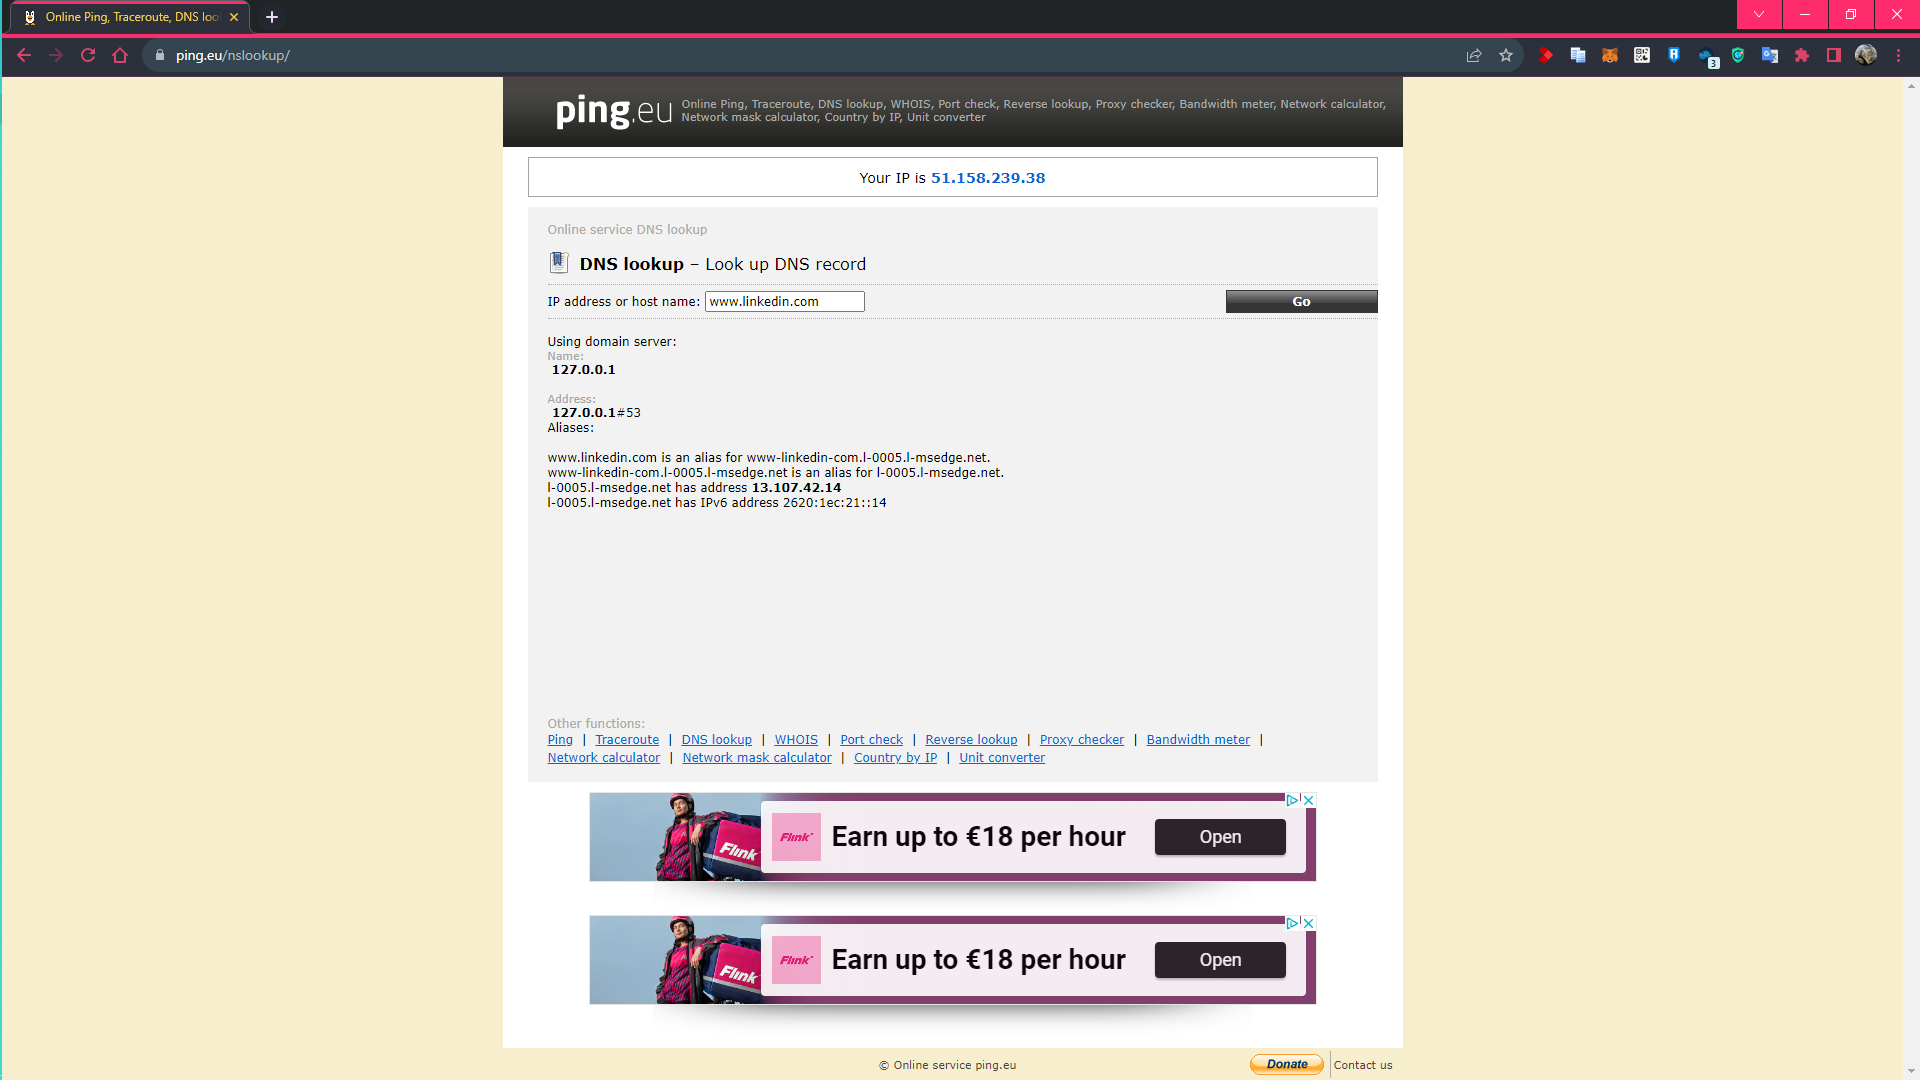 Online Ping, Traceroute, DNS loo
ping.eu/nslookup/
3
ping.eu
Online Ping, Traceroute, DNS lookup, WHOIS, Port check, Reverse lookup, Proxy checker, Bandwidth meter, Network calculator,
Network mask calculator, Country by IP, Unit converter
Your IP is 51.158.239.38
Online service DNS lookup
DNS lookup – Look up DNS record
IP address or host name: www.linkedin.com Go
Using domain server:
Name:
127.0.0.1
Address:
127.0.0.1#53
Aliases:
www.linkedin.com is an alias for www-linkedin-com.l-0005.l-msedge.net.
www-linkedin-com.l-0005.l-msedge.net is an alias for l-0005.l-msedge.net.
l-0005.l-msedge.net has address 13.107.42.14
l-0005.l-msedge.net has IPv6 address 2620:1ec:21::14
Other functions:
Ping | Traceroute | DNS lookup | WHOIS | Port check | Reverse lookup | Proxy checker | Bandwidth meter |
Network calculator | Network mask calculator | Country by IP | Unit converter
Flink Flink Earn up to €18 per hour Open
Flink Flink Earn up to €18 per hour Open
© Online service ping.eu
Donate
Contact us